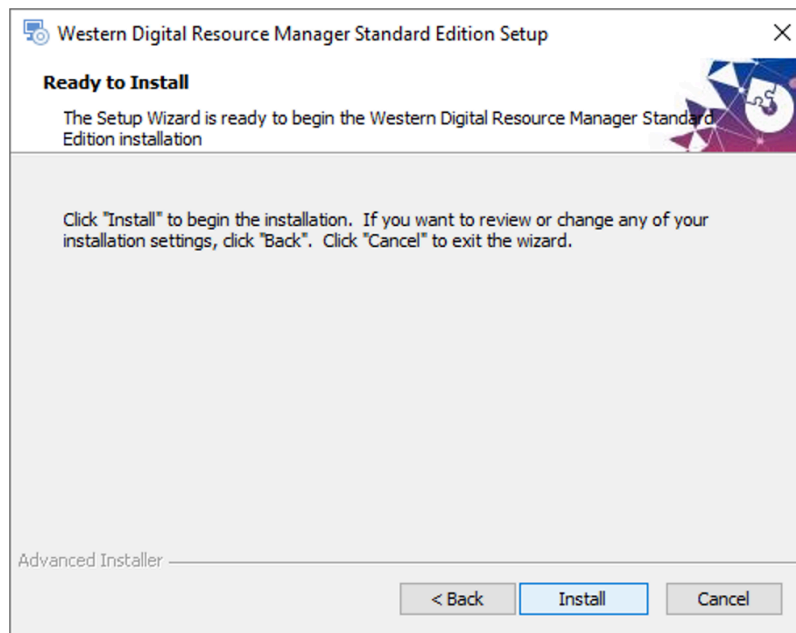 Western Digital Resource Manager Standard Edition Setup
Ready to Install
The Setup Wizard is ready to begin the Western Digital Resource Manager Standard
Edition installation
Click "Install" to begin the installation.  If you want to review or change any of your
installation settings, click "Back".  Click "Cancel" to exit the wizard.
Advanced Installer
< Back
Install
Cancel